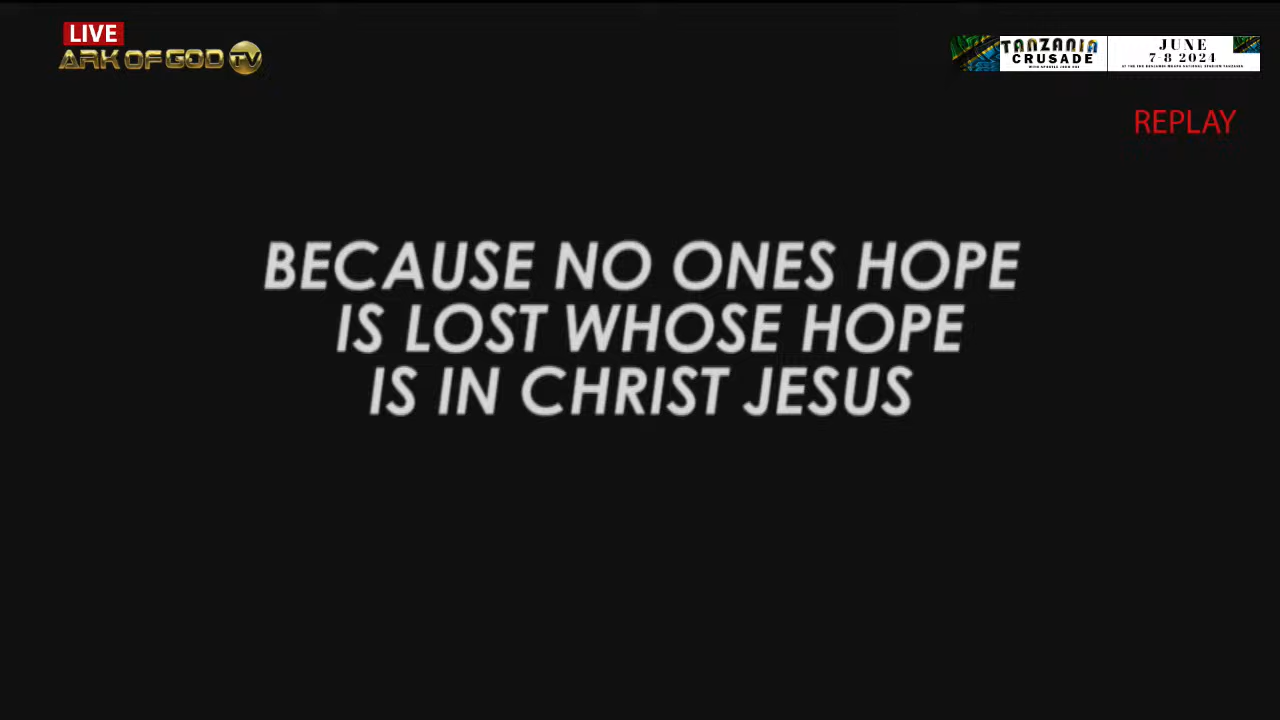 LIVE
ARK OF GOD TV
TANZANIA
CRUSADE
JUNE
7-8 2024
REPLAY
BECAUSE NO ONES HOPE
IS LOST WHOSE HOPE
IS IN CHRIST JESUS